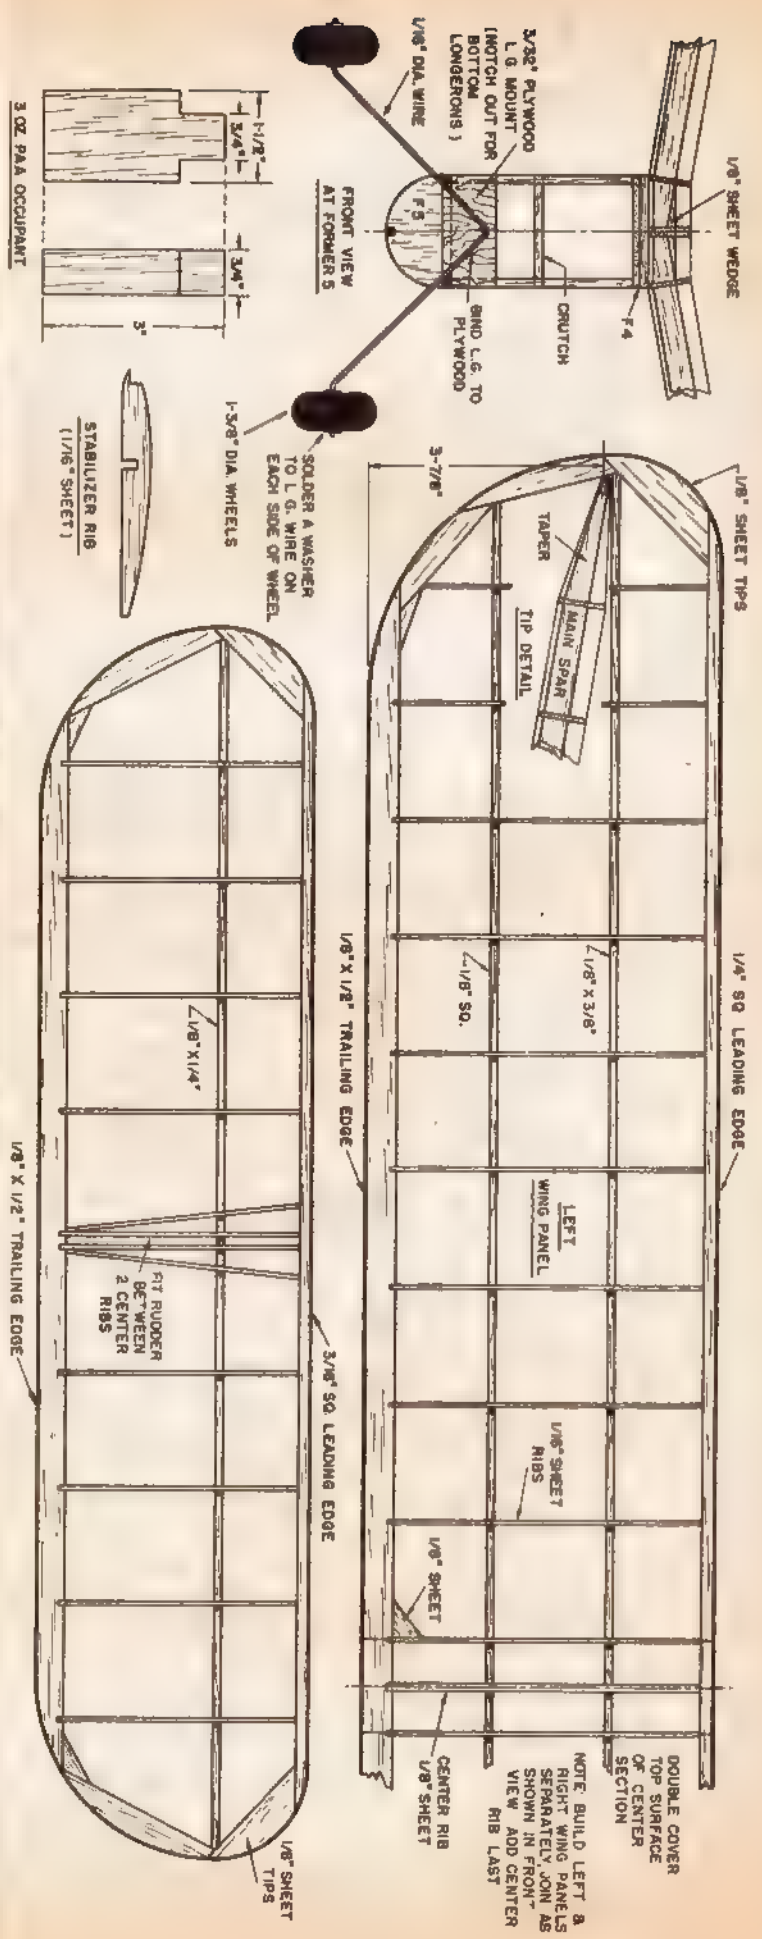 1/8" SHEET WEDGE
3/32" PLYWOOD
L.G. MOUNT
(NOTCH OUT FOR
BOTTOM
LONGERONS)
1/16" DIA. WIRE
F4
CRUTCH
BIND L.G. TO
PLYWOOD
F5
FRONT VIEW
AT FORMER 5
1-1/2"
3/4"
3/4"
3"
3 OZ. PAA OCCUPANT
SOLDER A WASHER
TO L.G. WIRE ON
EACH SIDE OF WHEEL
1-3/8" DIA. WHEELS
STABILIZER RIB
(1/16" SHEET)
1/8" SHEET TIPS
3-7/8"
TAPER
MAIN SPAR
TIP DETAIL
1/4" SQ. LEADING EDGE
1/8" X 3/8"
1/8" SQ.
1/8" X 1/2" TRAILING EDGE
LEFT
WING PANEL
1/16" SHEET
RIBS
1/8" SHEET
DOUBLE COVER
TOP SURFACE
OF CENTER
SECTION
NOTE: BUILD LEFT &
RIGHT WING PANELS
SEPARATELY, JOIN AS
SHOWN IN FRONT
VIEW. ADD CENTER
RIB LAST
CENTER RIB
1/8" SHEET
1/8" X 1/4"
FIT RUDDER
BETWEEN
2 CENTER
RIBS
3/16" SQ. LEADING EDGE
1/8" X 1/2" TRAILING EDGE
1/8" SHEET
TIPS